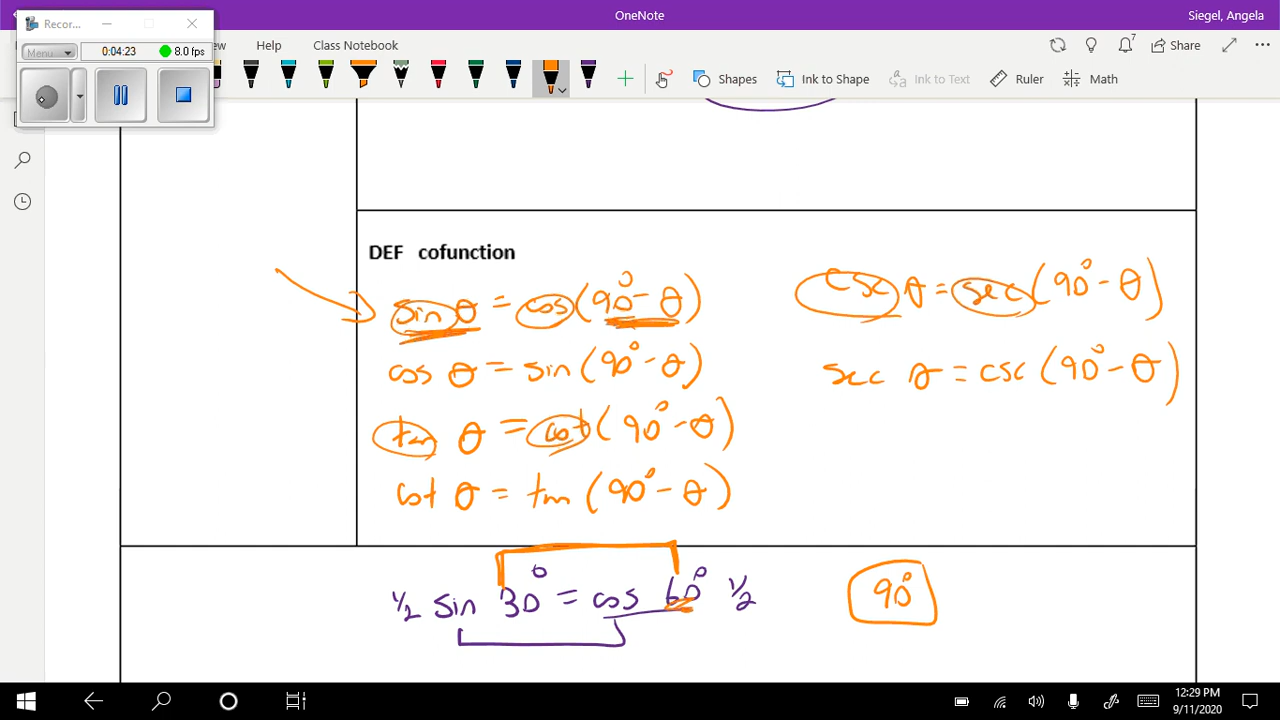 OneNote
Siegel, Angela
Recor...
Menu
0:04:23
8.0 fps
ew
Help
Class Notebook
Share
Shapes
Ink to Shape
Ink to Text
Ruler
Math
DEF cofunction
sin θ = cos (90° - θ)
csc θ = sec (90° - θ)
cos θ = sin (90° - θ)
sec θ = csc (90° - θ)
tan θ = cot (90° - θ)
cot θ = tan (90° - θ)
1/2 sin 30° = cos 60° 1/2
90°
12:29 PM
9/11/2020